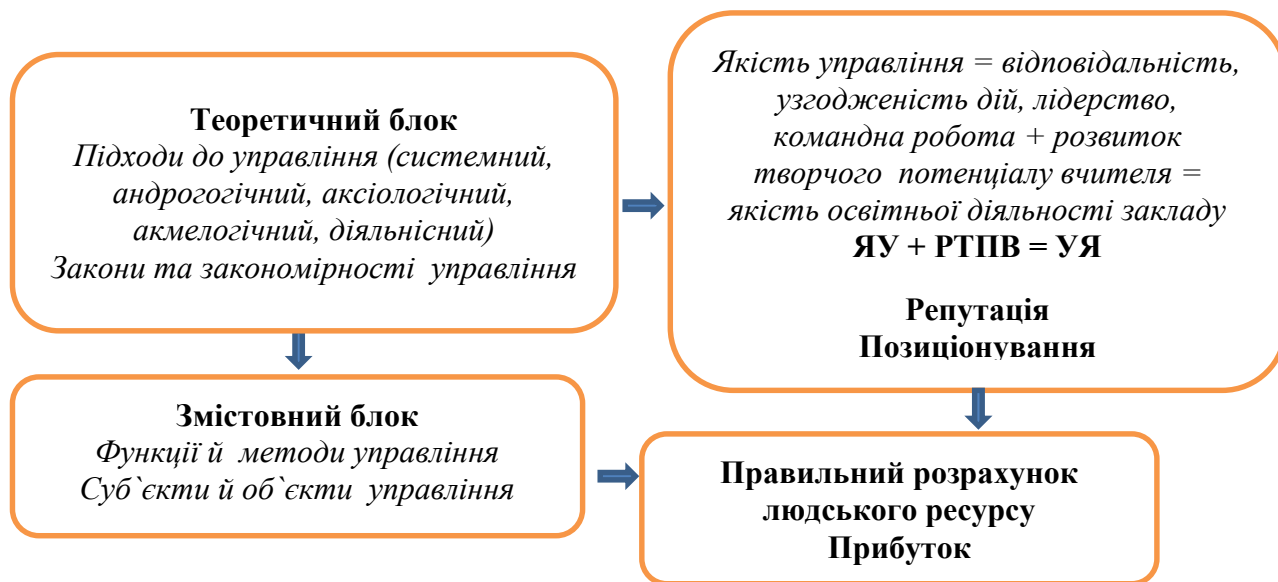 Теоретичний блок
Підходи до управління (системний,
андрогогічний, аксіологічний,
акмелогічний, діяльнісний)
Закони та закономірності управління
Якість управління = відповідальність,
узгодженість дій, лідерство,
командна робота + розвиток
творчого потенціалу вчителя =
якість освітньої діяльності закладу
ЯУ + РТПВ = УЯ
Репутація
Позиціонування
Змістовний блок
Функції й методи управління
Суб`єкти й об`єкти управління
Правильний розрахунок
людського ресурсу
Прибуток